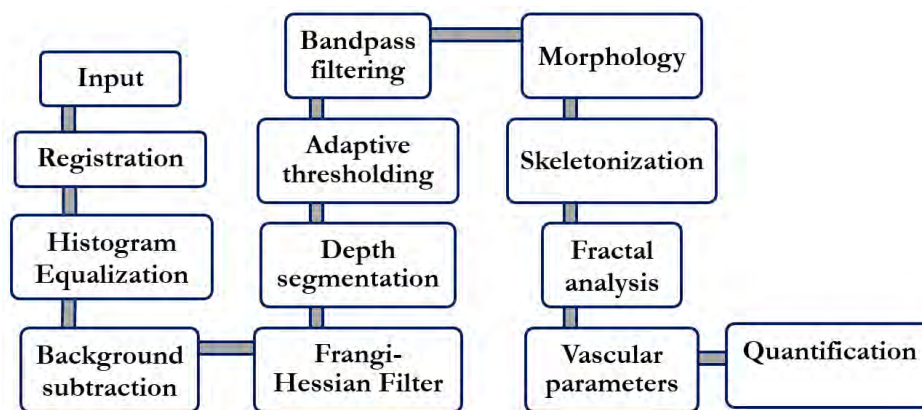 Input
Registration
Histogram
Equalization
Background
subtraction
Frangi-
Hessian Filter
Depth
segmentation
Adaptive
thresholding
Bandpass
filtering
Morphology
Skeletonization
Fractal
analysis
Vascular
parameters
Quantification